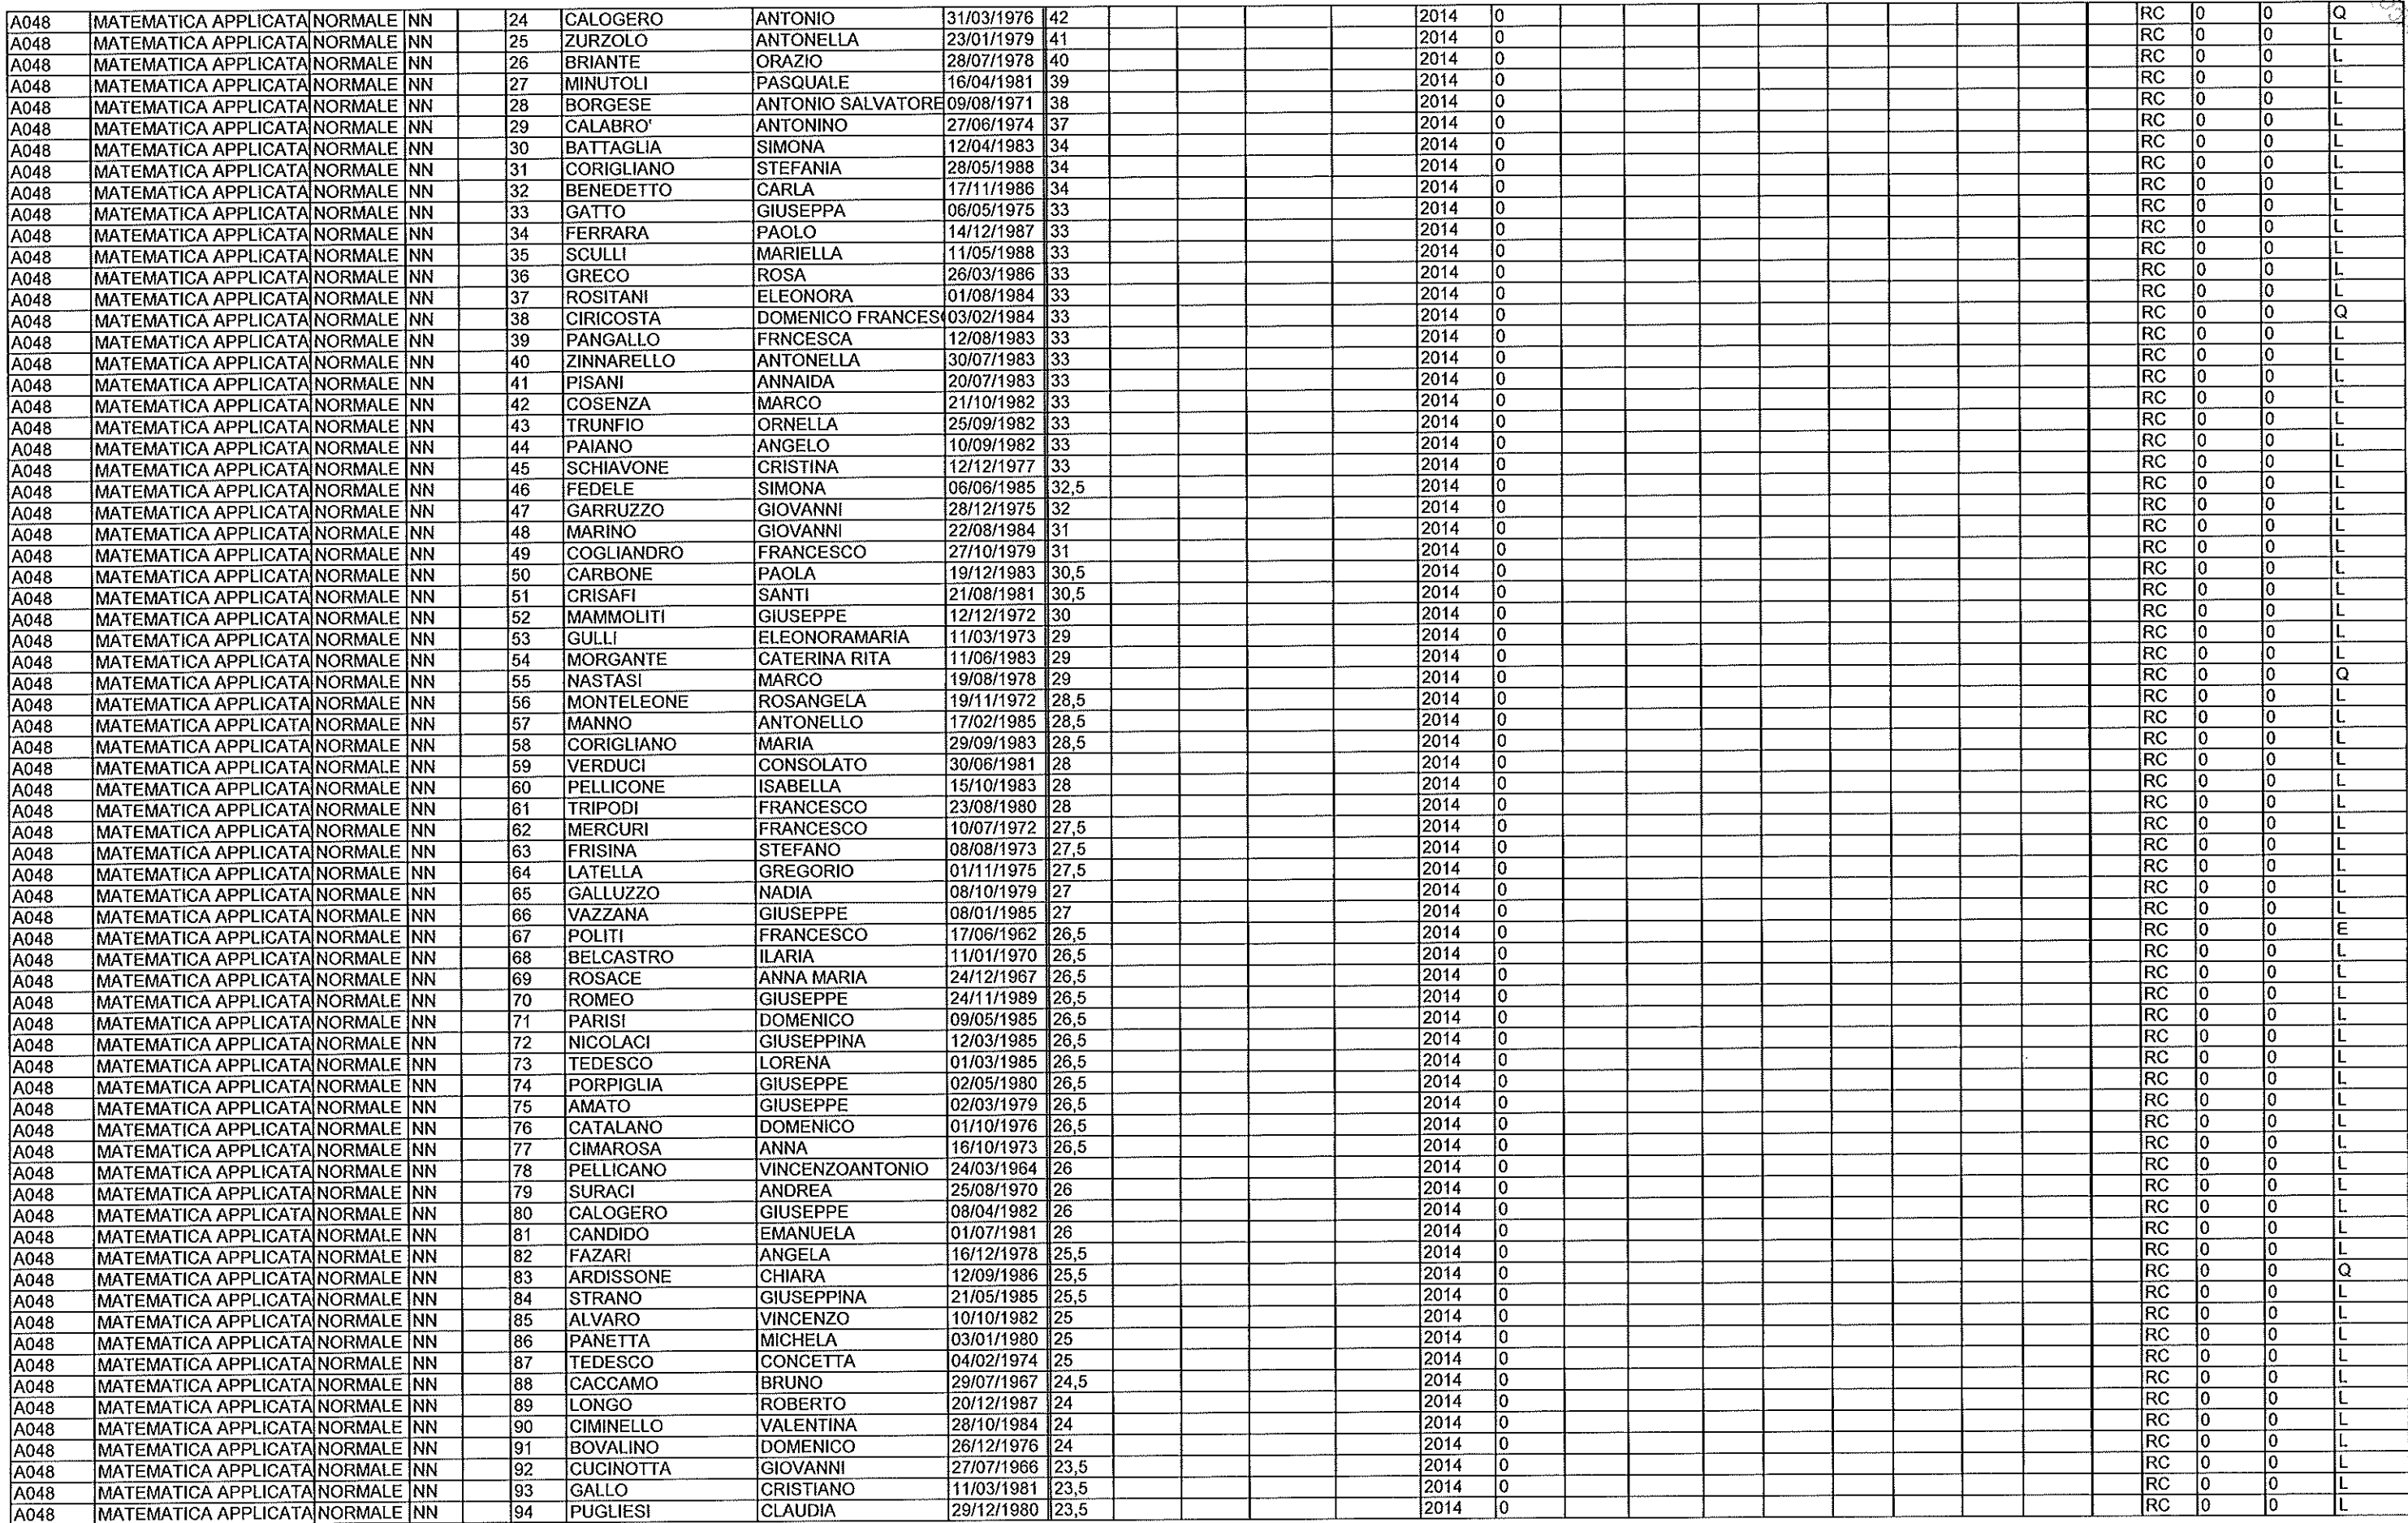 A048 MATEMATICA APPLICATA NORMALE NN 24 CALOGERO ANTONIO 31/03/1976 42 2014 0 RC 0 0 Q
A048 MATEMATICA APPLICATA NORMALE NN 25 ZURZOLO ANTONELLA 23/01/1979 41 2014 0 RC 0 0 L
A048 MATEMATICA APPLICATA NORMALE NN 26 BRIANTE ORAZIO 28/07/1978 40 2014 0 RC 0 0 L
A048 MATEMATICA APPLICATA NORMALE NN 27 MINUTOLI PASQUALE 16/04/1981 39 2014 0 RC 0 0 L
A048 MATEMATICA APPLICATA NORMALE NN 28 BORGESE ANTONIO SALVATORE 09/08/1971 38 2014 0 RC 0 0 L
A048 MATEMATICA APPLICATA NORMALE NN 29 CALABRO' ANTONINO 27/06/1974 37 2014 0 RC 0 0 L
A048 MATEMATICA APPLICATA NORMALE NN 30 BATTAGLIA SIMONA 12/04/1983 34 2014 0 RC 0 0 L
A048 MATEMATICA APPLICATA NORMALE NN 31 CORIGLIANO STEFANIA 28/05/1988 34 2014 0 RC 0 0 L
A048 MATEMATICA APPLICATA NORMALE NN 32 BENEDETTO CARLA 17/11/1986 34 2014 0 RC 0 0 L
A048 MATEMATICA APPLICATA NORMALE NN 33 GATTO GIUSEPPA 06/05/1975 33 2014 0 RC 0 0 L
A048 MATEMATICA APPLICATA NORMALE NN 34 FERRARA PAOLO 14/12/1987 33 2014 0 RC 0 0 L
A048 MATEMATICA APPLICATA NORMALE NN 35 SCULLI MARIELLA 11/05/1988 33 2014 0 RC 0 0 L
A048 MATEMATICA APPLICATA NORMALE NN 36 GRECO ROSA 26/03/1986 33 2014 0 RC 0 0 L
A048 MATEMATICA APPLICATA NORMALE NN 37 ROSITANI ELEONORA 01/08/1984 33 2014 0 RC 0 0 L
A048 MATEMATICA APPLICATA NORMALE NN 38 CIRICOSTA DOMENICO FRANCES 03/02/1984 33 2014 0 RC 0 0 Q
A048 MATEMATICA APPLICATA NORMALE NN 39 PANGALLO FRNCESCA 12/08/1983 33 2014 0 RC 0 0 L
A048 MATEMATICA APPLICATA NORMALE NN 40 ZINNARELLO ANTONELLA 30/07/1983 33 2014 0 RC 0 0 L
A048 MATEMATICA APPLICATA NORMALE NN 41 PISANI ANNAIDA 20/07/1983 33 2014 0 RC 0 0 L
A048 MATEMATICA APPLICATA NORMALE NN 42 COSENZA MARCO 21/10/1982 33 2014 0 RC 0 0 L
A048 MATEMATICA APPLICATA NORMALE NN 43 TRUNFIO ORNELLA 25/09/1982 33 2014 0 RC 0 0 L
A048 MATEMATICA APPLICATA NORMALE NN 44 PAIANO ANGELO 10/09/1982 33 2014 0 RC 0 0 L
A048 MATEMATICA APPLICATA NORMALE NN 45 SCHIAVONE CRISTINA 12/12/1977 33 2014 0 RC 0 0 L
A048 MATEMATICA APPLICATA NORMALE NN 46 FEDELE SIMONA 06/06/1985 32,5 2014 0 RC 0 0 L
A048 MATEMATICA APPLICATA NORMALE NN 47 GARRUZZO GIOVANNI 28/12/1975 32 2014 0 RC 0 0 L
A048 MATEMATICA APPLICATA NORMALE NN 48 MARINO GIOVANNI 22/08/1984 31 2014 0 RC 0 0 L
A048 MATEMATICA APPLICATA NORMALE NN 49 COGLIANDRO FRANCESCO 27/10/1979 31 2014 0 RC 0 0 L
A048 MATEMATICA APPLICATA NORMALE NN 50 CARBONE PAOLA 19/12/1983 30,5 2014 0 RC 0 0 L
A048 MATEMATICA APPLICATA NORMALE NN 51 CRISAFI SANTI 21/08/1981 30,5 2014 0 RC 0 0 L
A048 MATEMATICA APPLICATA NORMALE NN 52 MAMMOLITI GIUSEPPE 12/12/1972 30 2014 0 RC 0 0 L
A048 MATEMATICA APPLICATA NORMALE NN 53 GULLI ELEONORAMARIA 11/03/1973 29 2014 0 RC 0 0 L
A048 MATEMATICA APPLICATA NORMALE NN 54 MORGANTE CATERINA RITA 11/06/1983 29 2014 0 RC 0 0 L
A048 MATEMATICA APPLICATA NORMALE NN 55 NASTASI MARCO 19/08/1978 29 2014 0 RC 0 0 Q
A048 MATEMATICA APPLICATA NORMALE NN 56 MONTELEONE ROSANGELA 19/11/1972 28,5 2014 0 RC 0 0 L
A048 MATEMATICA APPLICATA NORMALE NN 57 MANNO ANTONELLO 17/02/1985 28,5 2014 0 RC 0 0 L
A048 MATEMATICA APPLICATA NORMALE NN 58 CORIGLIANO MARIA 29/09/1983 28,5 2014 0 RC 0 0 L
A048 MATEMATICA APPLICATA NORMALE NN 59 VERDUCI CONSOLATO 30/06/1981 28 2014 0 RC 0 0 L
A048 MATEMATICA APPLICATA NORMALE NN 60 PELLICONE ISABELLA 15/10/1983 28 2014 0 RC 0 0 L
A048 MATEMATICA APPLICATA NORMALE NN 61 TRIPODI FRANCESCO 23/08/1980 28 2014 0 RC 0 0 L
A048 MATEMATICA APPLICATA NORMALE NN 62 MERCURI FRANCESCO 10/07/1972 27,5 2014 0 RC 0 0 L
A048 MATEMATICA APPLICATA NORMALE NN 63 FRISINA STEFANO 08/08/1973 27,5 2014 0 RC 0 0 L
A048 MATEMATICA APPLICATA NORMALE NN 64 LATELLA GREGORIO 01/11/1975 27,5 2014 0 RC 0 0 L
A048 MATEMATICA APPLICATA NORMALE NN 65 GALLUZZO NADIA 08/10/1979 27 2014 0 RC 0 0 L
A048 MATEMATICA APPLICATA NORMALE NN 66 VAZZANA GIUSEPPE 08/01/1985 27 2014 0 RC 0 0 L
A048 MATEMATICA APPLICATA NORMALE NN 67 POLITI FRANCESCO 17/06/1962 26,5 2014 0 RC 0 0 E
A048 MATEMATICA APPLICATA NORMALE NN 68 BELCASTRO ILARIA 11/01/1970 26,5 2014 0 RC 0 0 L
A048 MATEMATICA APPLICATA NORMALE NN 69 ROSACE ANNA MARIA 24/12/1967 26,5 2014 0 RC 0 0 L
A048 MATEMATICA APPLICATA NORMALE NN 70 ROMEO GIUSEPPE 24/11/1989 26,5 2014 0 RC 0 0 L
A048 MATEMATICA APPLICATA NORMALE NN 71 PARISI DOMENICO 09/05/1985 26,5 2014 0 RC 0 0 L
A048 MATEMATICA APPLICATA NORMALE NN 72 NICOLACI GIUSEPPINA 12/03/1985 26,5 2014 0 RC 0 0 L
A048 MATEMATICA APPLICATA NORMALE NN 73 TEDESCO LORENA 01/03/1985 26,5 2014 0 RC 0 0 L
A048 MATEMATICA APPLICATA NORMALE NN 74 PORPIGLIA GIUSEPPE 02/05/1980 26,5 2014 0 RC 0 0 L
A048 MATEMATICA APPLICATA NORMALE NN 75 AMATO GIUSEPPE 02/03/1979 26,5 2014 0 RC 0 0 L
A048 MATEMATICA APPLICATA NORMALE NN 76 CATALANO DOMENICO 01/10/1976 26,5 2014 0 RC 0 0 L
A048 MATEMATICA APPLICATA NORMALE NN 77 CIMAROSA ANNA 16/10/1973 26,5 2014 0 RC 0 0 L
A048 MATEMATICA APPLICATA NORMALE NN 78 PELLICANO VINCENZOANTONIO 24/03/1964 26 2014 0 RC 0 0 L
A048 MATEMATICA APPLICATA NORMALE NN 79 SURACI ANDREA 25/08/1970 26 2014 0 RC 0 0 L
A048 MATEMATICA APPLICATA NORMALE NN 80 CALOGERO GIUSEPPE 08/04/1982 26 2014 0 RC 0 0 L
A048 MATEMATICA APPLICATA NORMALE NN 81 CANDIDO EMANUELA 01/07/1981 26 2014 0 RC 0 0 L
A048 MATEMATICA APPLICATA NORMALE NN 82 FAZARI ANGELA 16/12/1978 25,5 2014 0 RC 0 0 L
A048 MATEMATICA APPLICATA NORMALE NN 83 ARDISSONE CHIARA 12/09/1986 25,5 2014 0 RC 0 0 Q
A048 MATEMATICA APPLICATA NORMALE NN 84 STRANO GIUSEPPINA 21/05/1985 25,5 2014 0 RC 0 0 L
A048 MATEMATICA APPLICATA NORMALE NN 85 ALVARO VINCENZO 10/10/1982 25 2014 0 RC 0 0 L
A048 MATEMATICA APPLICATA NORMALE NN 86 PANETTA MICHELA 03/01/1980 25 2014 0 RC 0 0 L
A048 MATEMATICA APPLICATA NORMALE NN 87 TEDESCO CONCETTA 04/02/1974 25 2014 0 RC 0 0 L
A048 MATEMATICA APPLICATA NORMALE NN 88 CACCAMO BRUNO 29/07/1967 24,5 2014 0 RC 0 0 L
A048 MATEMATICA APPLICATA NORMALE NN 89 LONGO ROBERTO 20/12/1987 24 2014 0 RC 0 0 L
A048 MATEMATICA APPLICATA NORMALE NN 90 CIMINELLO VALENTINA 28/10/1984 24 2014 0 RC 0 0 L
A048 MATEMATICA APPLICATA NORMALE NN 91 BOVALINO DOMENICO 26/12/1976 24 2014 0 RC 0 0 L
A048 MATEMATICA APPLICATA NORMALE NN 92 CUCINOTTA GIOVANNI 27/07/1966 23,5 2014 0 RC 0 0 L
A048 MATEMATICA APPLICATA NORMALE NN 93 GALLO CRISTIANO 11/03/1981 23,5 2014 0 RC 0 0 L
A048 MATEMATICA APPLICATA NORMALE NN 94 PUGLIESI CLAUDIA 29/12/1980 23,5 2014 0 RC 0 0 L